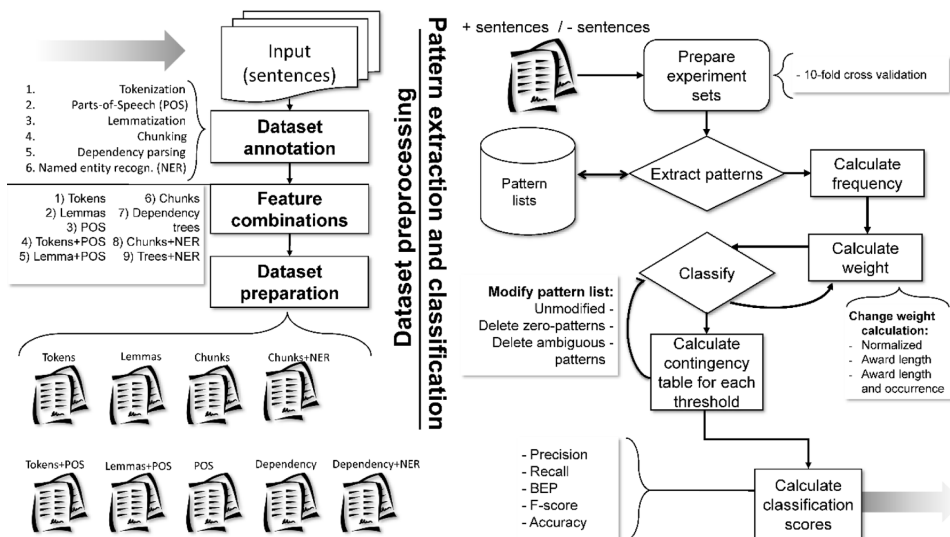 Input
(sentences)
1. Tokenization
2. Parts-of-Speech (POS)
3. Lemmatization
4. Chunking
5. Dependency parsing
6. Named entity recogn. (NER)
Dataset
annotation
1) Tokens
2) Lemmas
3) POS
4) Tokens+POS
5) Lemma+POS
6) Chunks
7) Dependency
trees
8) Chunks+NER
9) Trees+NER
Feature
combinations
Dataset
preparation
Tokens
Lemmas
Chunks
Chunks+NER
Tokens+POS
Lemmas+POS
POS
Dependency
Dependency+NER
Dataset preprocessing
Pattern extraction and classification
+ sentences / - sentences
Prepare
experiment
sets
- 10-fold cross validation
Pattern
lists
Extract patterns
Calculate
frequency
Calculate
weight
Classify
Modify pattern list:
Unmodified -
Delete zero-patterns -
Delete ambiguous -
patterns
Change weight
calculation:
- Normalized
- Award length
- Award length
and occurrence
Calculate
contingency
table for each
threshold
- Precision
- Recall
- BEP
- F-score
- Accuracy
Calculate
classification
scores